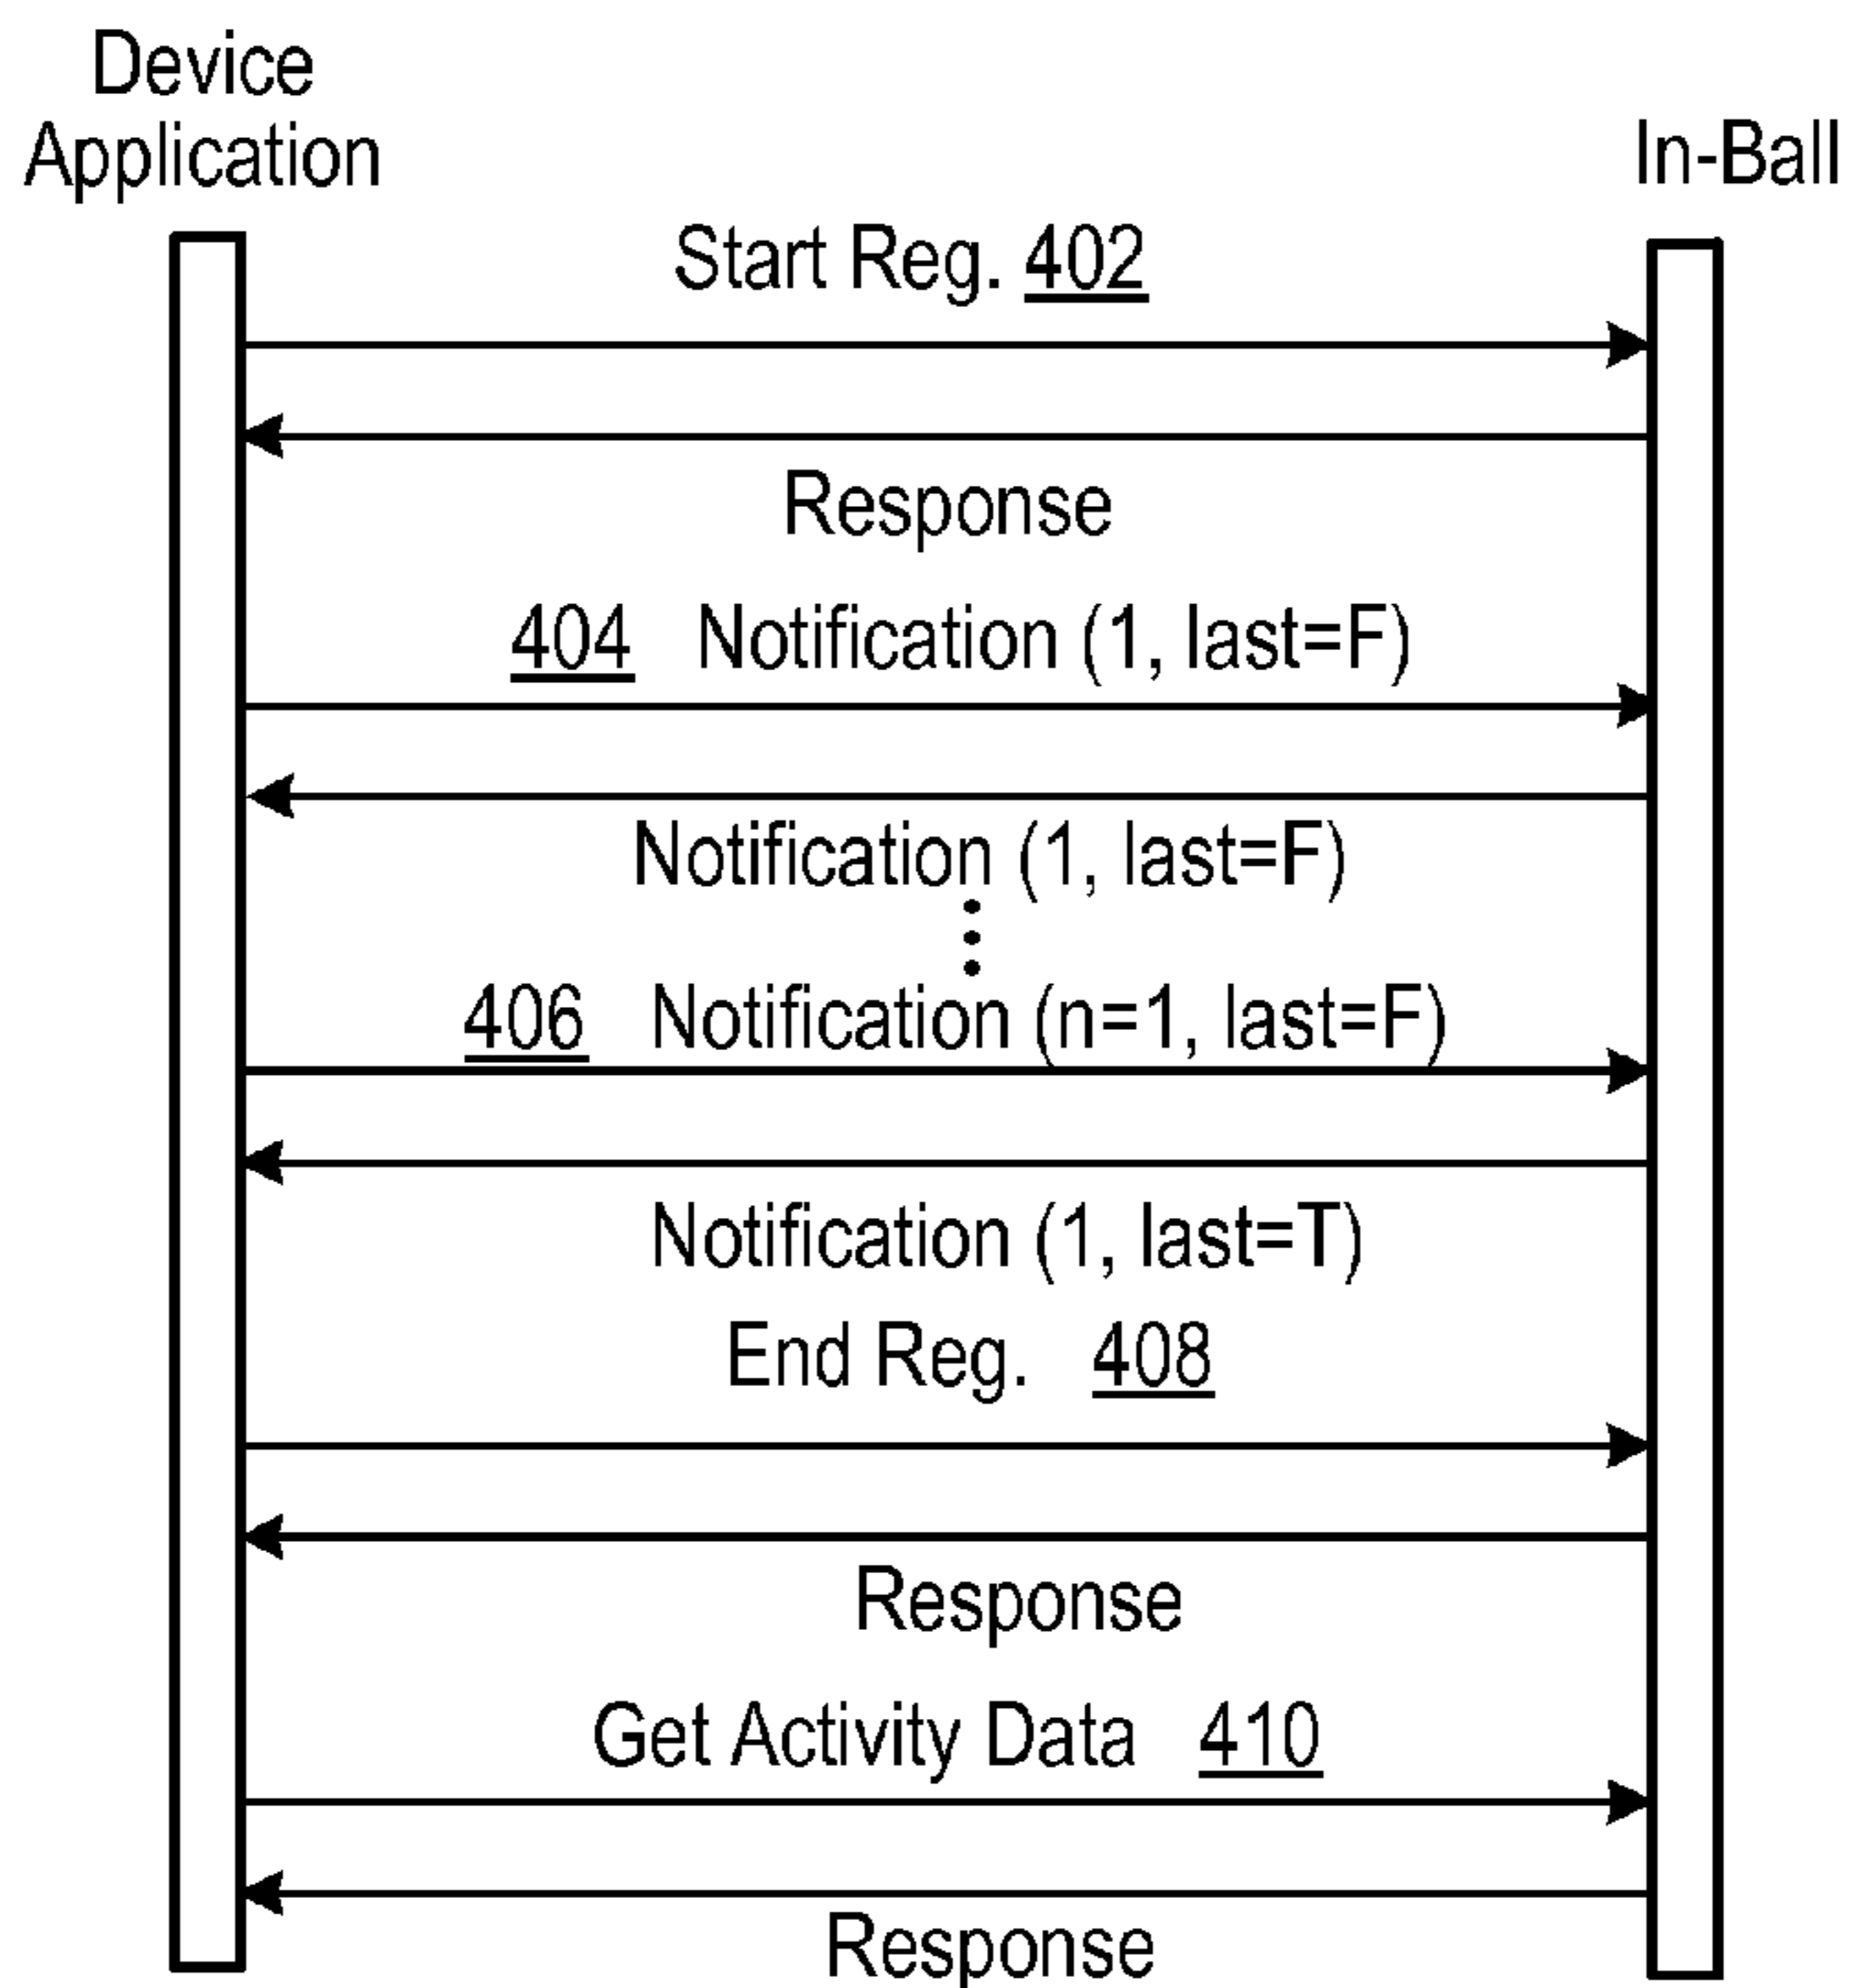 Device
Application
In-Ball
Start Reg. 402
Response
404 Notification (1, last=F)
Notification (1, last=F)
406 Notification (n=1, last=F)
Notification (1, last=T)
End Reg. 408
Response
Get Activity Data 410
Response